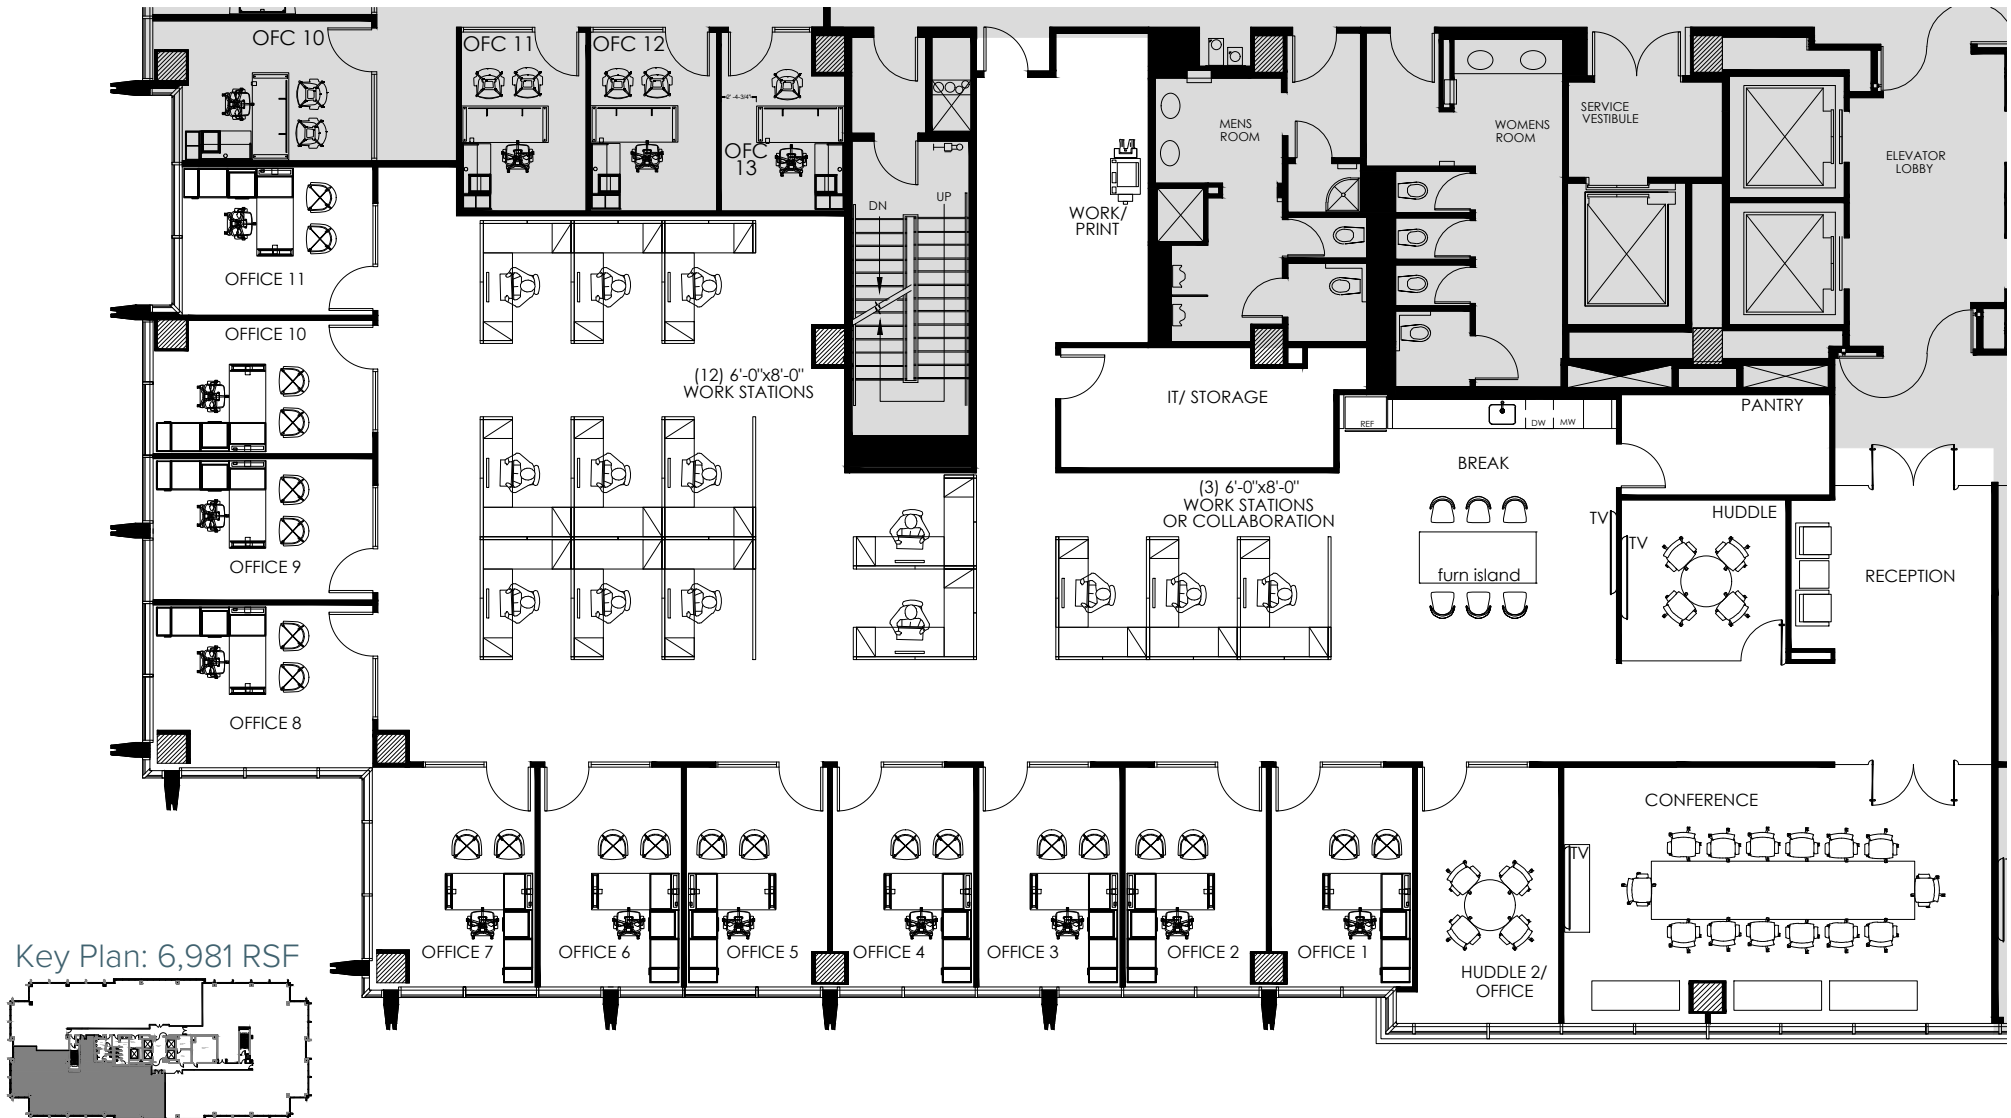 OFC 10
OFC 11
OFC 12
OFC
13
2'-4-3/4"
DN
UP
WORK/
PRINT
MENS
ROOM
WOMENS
ROOM
SERVICE
VESTIBULE
ELEVATOR
LOBBY
OFFICE 11
OFFICE 10
(12) 6'-0"x8'-0"
WORK STATIONS
IT/ STORAGE
REF
DW
MW
PANTRY
BREAK
(3) 6'-0"x8'-0"
WORK STATIONS
OR COLLABORATION
TV
TV
HUDDLE
furn island
RECEPTION
OFFICE 9
OFFICE 8
CONFERENCE
TV
OFFICE 7
OFFICE 6
OFFICE 5
OFFICE 4
OFFICE 3
OFFICE 2
OFFICE 1
HUDDLE 2/
OFFICE
Key Plan: 6,981 RSF